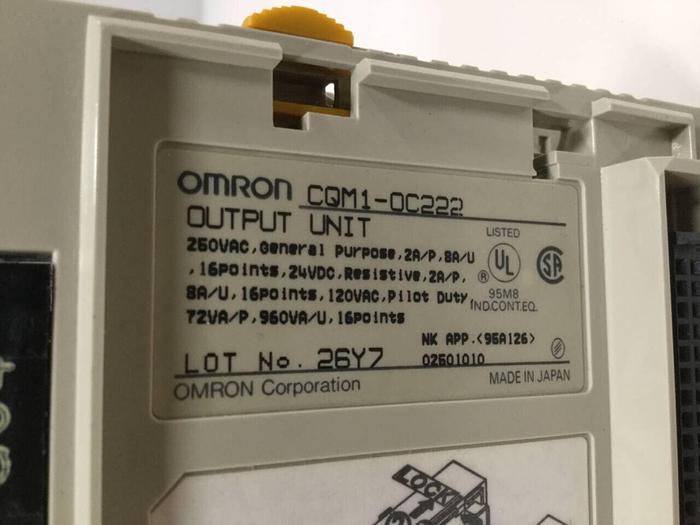 OMRON CQM1-OC222
OUTPUT UNIT
250VAC,General Purpose,2A/P,8A/U
,16points,24VDC,Resistive,2A/P,
8A/U,16points,120VAC,Pilot Duty,
72VA/P,960VA/U,16points
LISTED
UL ®
SA
95M8
IND.CONT.EQ.
NK APP.<95A126>
LOT No. 26Y7
02501010
OMRON Corporation
MADE IN JAPAN
LOCK